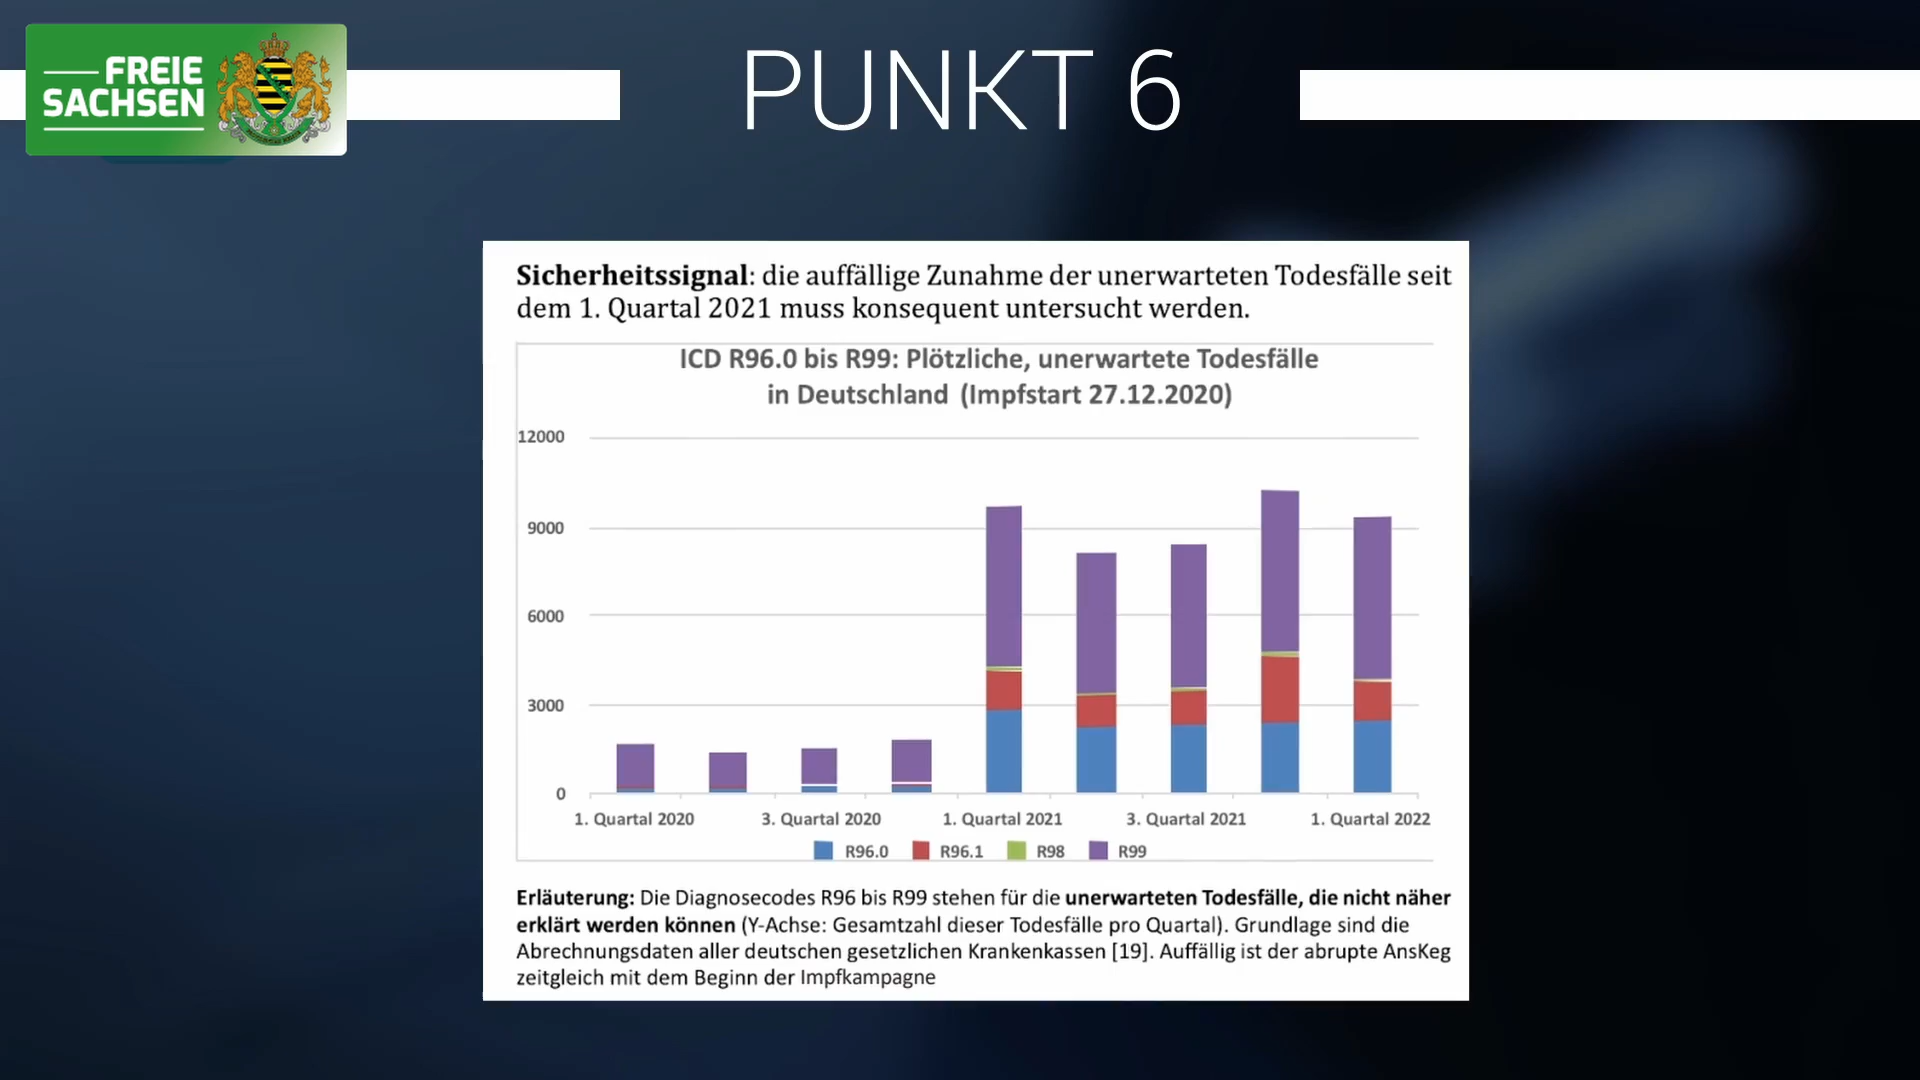 FREIE
SACHSEN
PUNKT 6
Sicherheitssignal: die auffällige Zunahme der unerwarteten Todesfälle seit
dem 1. Quartal 2021 muss konsequent untersucht werden.
ICD R96.0 bis R99: Plötzliche, unerwartete Todesfälle
in Deutschland (Impfstart 27.12.2020)
12000
9000
6000
3000
0
1. Quartal 2020 3. Quartal 2020 1. Quartal 2021 3. Quartal 2021 1. Quartal 2022
R96.0 R96.1 R98 R99
Erläuterung: Die Diagnosecodes R96 bis R99 stehen für die unerwarteten Todesfälle, die nicht näher
erklärt werden können (Y-Achse: Gesamtzahl dieser Todesfälle pro Quartal). Grundlage sind die
Abrechnungsdaten aller deutschen gesetzlichen Krankenkassen [19]. Auffällig ist der abrupte AnsKeg
zeitgleich mit dem Beginn der Impfkampagne